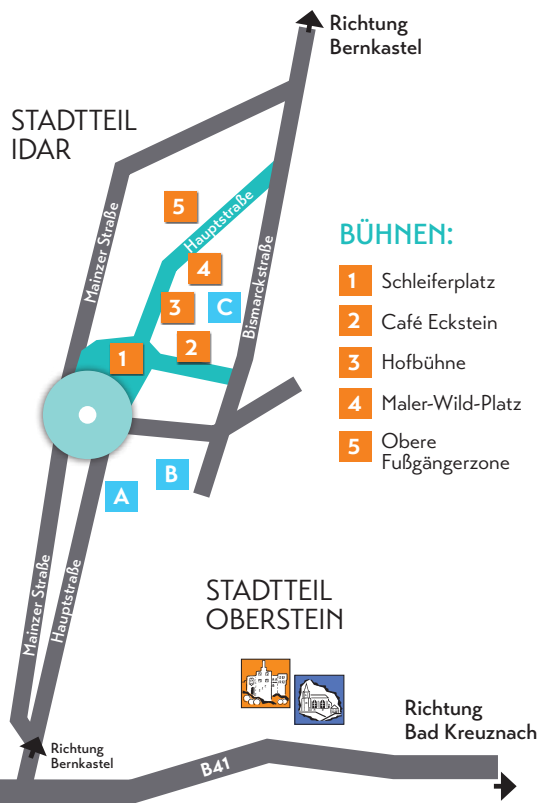 Richtung
Bernkastel
STADTTEIL
IDAR
Mainzer Straße
Hauptstraße
Bismarckstraße
5
4
3
C
2
1
B
A
BÜHNEN:
1 Schleiferplatz
2 Café Eckstein
3 Hofbühne
4 Maler-Wild-Platz
5 Obere
Fußgängerzone
Mainzer Straße
Hauptstraße
STADTTEIL
OBERSTEIN
Richtung
Bad Kreuznach
Richtung
Bernkastel
B41